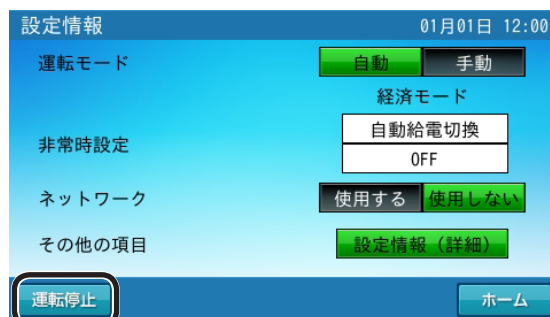 設定情報 01月01日 12:00
運転モード 自動 手動
経済モード
非常時設定 自動給電切換
OFF
ネットワーク 使用する 使用しない
その他の項目 設定情報（詳細）
運転停止 ホーム